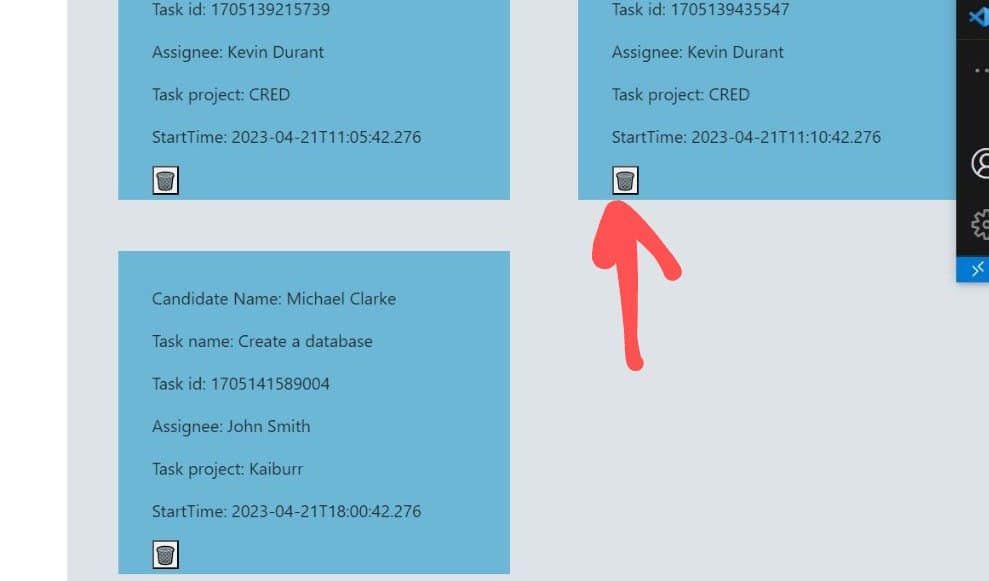 Task id: 1705139215739
Assignee: Kevin Durant
Task project: CRED
StartTime: 2023-04-21T11:05:42.276
Task id: 1705139435547
Assignee: Kevin Durant
Task project: CRED
StartTime: 2023-04-21T11:10:42.276
Candidate Name: Michael Clarke
Task name: Create a database
Task id: 1705141589004
Assignee: John Smith
Task project: Kaiburr
StartTime: 2023-04-21T18:00:42.276